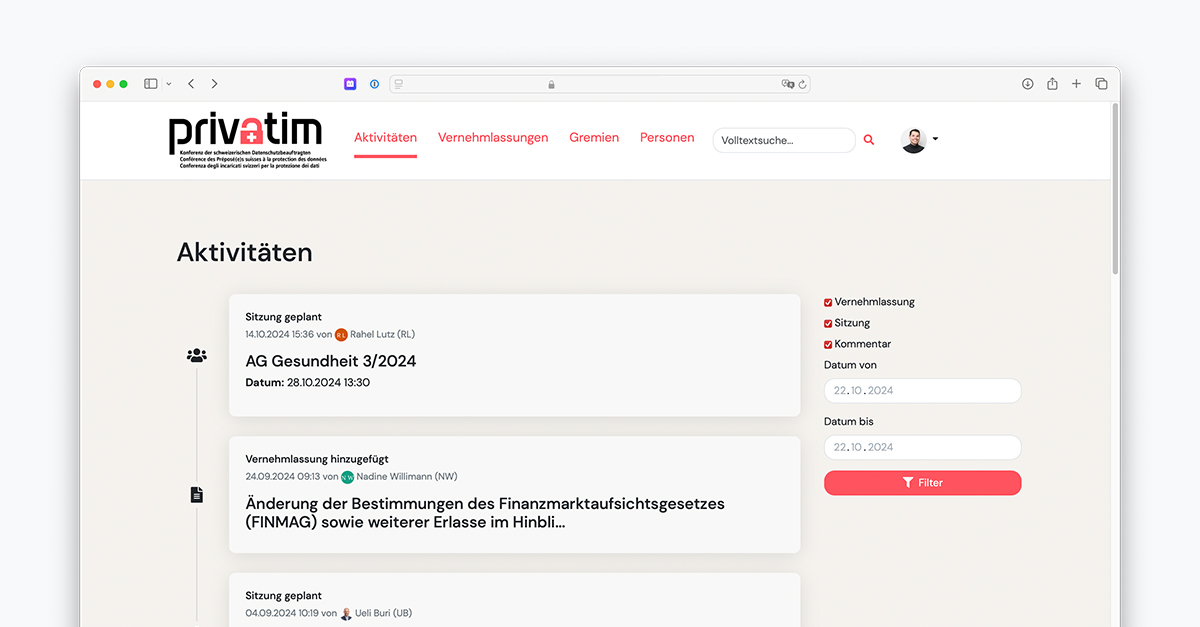 privatim
Konferenz der schweizerischen Datenschutzbeauftragten
Conférence des Préposé(e)s suisses à la protection des données
Conferenza degli incaricati svizzeri per la protezione dei dati
Aktivitäten
Vernehmlassungen
Gremien
Personen
Volltextsuche...
Aktivitäten
Sitzung geplant
14.10.2024 15:36 von RL Rahel Lutz (RL)
AG Gesundheit 3/2024
Datum: 28.10.2024 13:30
Vernehmlassung hinzugefügt
24.09.2024 09:13 von NW Nadine Willimann (NW)
Änderung der Bestimmungen des Finanzmarktaufsichtsgesetzes
(FINMAG) sowie weiterer Erlasse im Hinbli...
Sitzung geplant
04.09.2024 10:19 von Ueli Buri (UB)
Vernehmlassung
Sitzung
Kommentar
Datum von
22.10.2024
Datum bis
22.10.2024
Filter